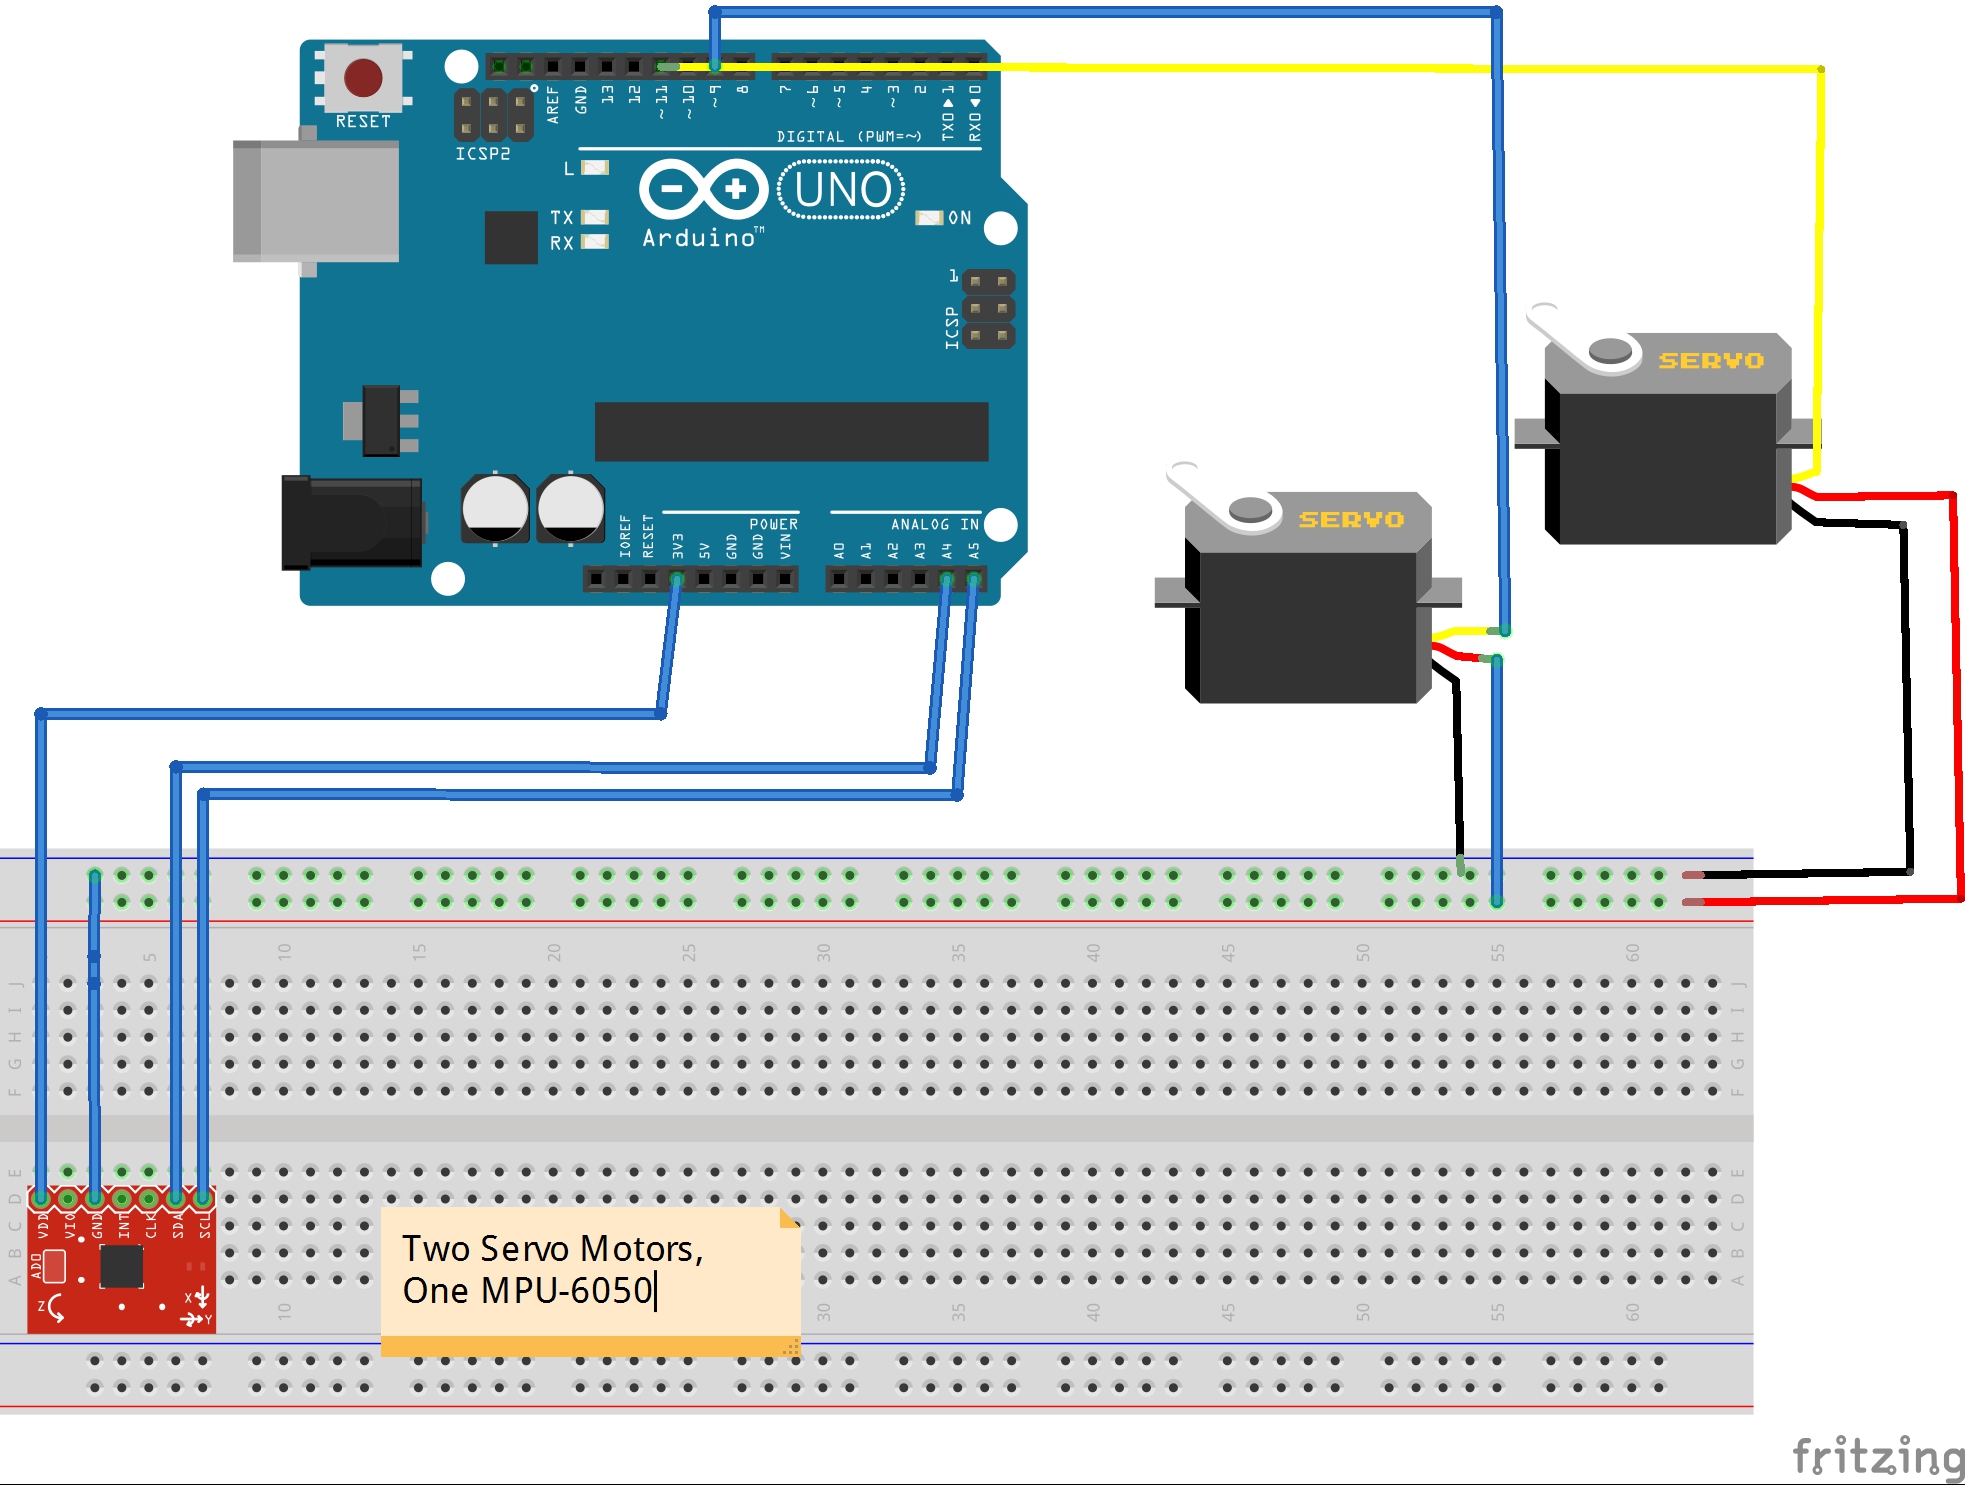 RESET
ICSP2
AREF
GND
13
12
~11
~10
~9
8
7
~6
~5
4
~3
2
TX0▶1
RX0◀0
DIGITAL (PWM=~)
L
TX
RX
Arduino™
UNO
ON
1
ICSP
IOREF
RESET
3V3
5V
GND
GND
VIN
POWER
ANALOG IN
A0
A1
A2
A3
A4
A5
SERVO
SERVO
5
10
15
20
25
30
35
40
45
50
55
60
J
I
H
G
F
J
I
H
G
F
E
D
C
B
A
E
D
C
B
A
VDD
VIO
GND
INT
CLK
SDA
SCL
AD0
Z
X
Y
Two Servo Motors,
One MPU-6050
10
30
35
40
45
50
55
60
fritzing